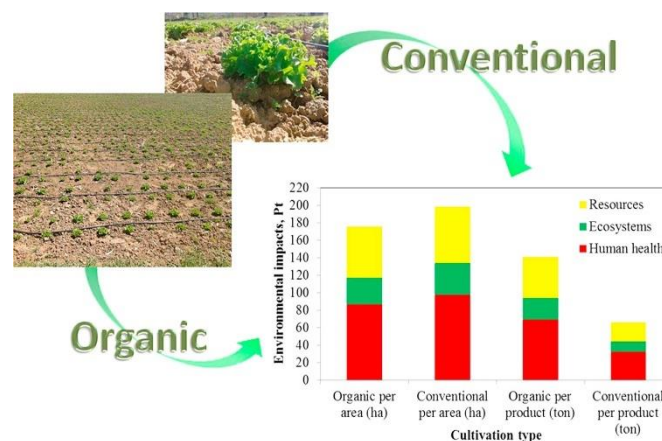 Conventional
Organic
Environmental impacts, Pt
220
200
180
160
140
120
100
80
60
40
20
0
Resources
Ecosystems
Human health
Organic per
area (ha)
Conventional
per area (ha)
Organic per
product (ton)
Conventional
per product
(ton)
Cultivation type